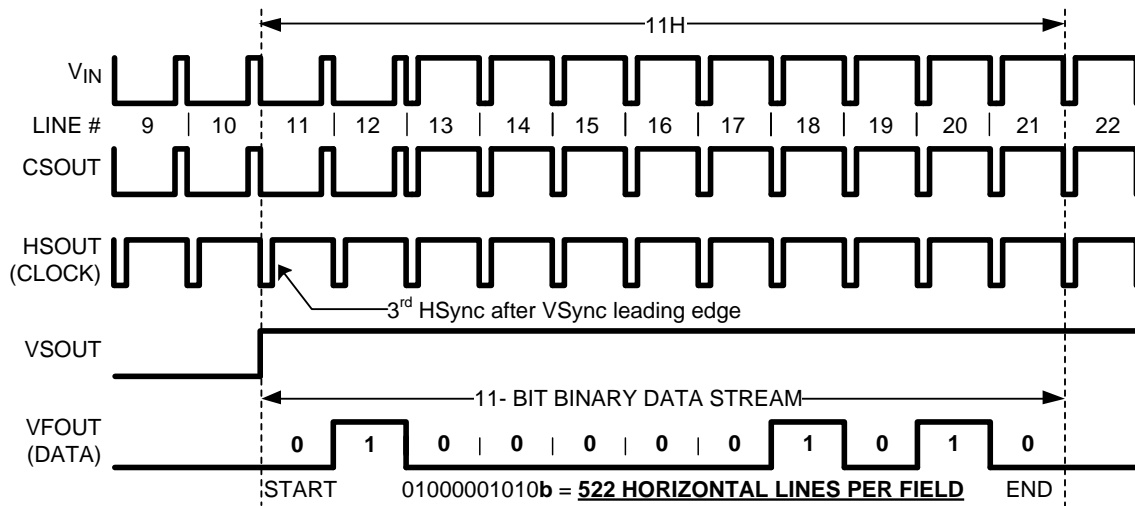 11H
VIN
LINE # 9 | 10 | 11 | 12 | 13 | 14 | 15 | 16 | 17 | 18 | 19 | 20 | 21 | 22
CSOUT
HSOUT
(CLOCK)
3rd HSync after VSync leading edge
VSOUT
11- BIT BINARY DATA STREAM
VFOUT
(DATA)
0 1 0 | 0 | 0 | 0 | 0 1 0 1 0
START 01000001010b = 522 HORIZONTAL LINES PER FIELD END